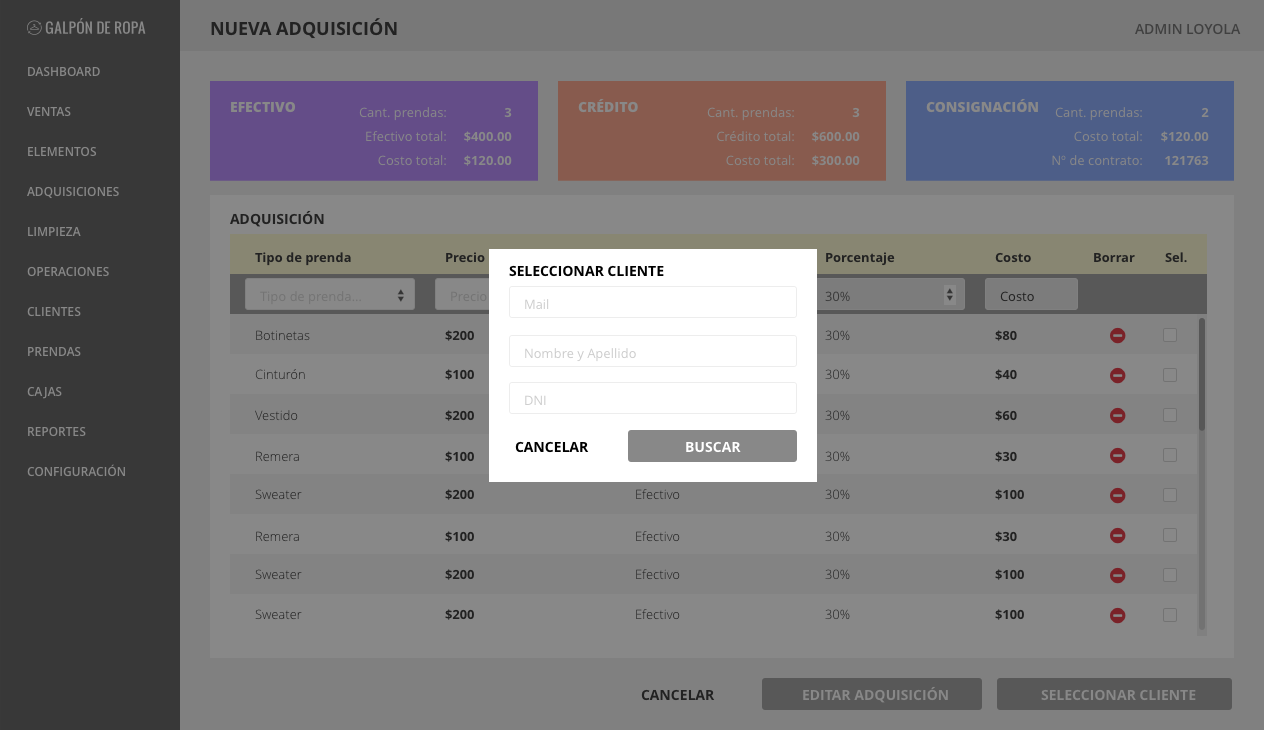 GALPÓN DE ROPA
DASHBOARD
VENTAS
ELEMENTOS
ADQUISICIONES
LIMPIEZA
OPERACIONES
CLIENTES
PRENDAS
CAJAS
REPORTES
CONFIGURACIÓN
NUEVA ADQUISICIÓN
ADMIN LOYOLA
EFECTIVO
Cant. prendas: 3
Efectivo total: $400.00
Costo total: $120.00
CRÉDITO
Cant. prendas: 3
Crédito total: $600.00
Costo total: $300.00
CONSIGNACIÓN
Cant. prendas: 2
Costo total: $120.00
N° de contrato: 121763
ADQUISICIÓN
Tipo de prenda Precio Porcentaje Costo Borrar Sel.
Tipo de prenda... Precio 30% Costo
Botinetas $200 30% $80
Cinturón $100 30% $40
Vestido $200 30% $60
Remera $100 30% $30
Sweater $200 Efectivo 30% $100
Remera $100 Efectivo 30% $30
Sweater $200 Efectivo 30% $100
Sweater $200 Efectivo 30% $100
SELECCIONAR CLIENTE
Mail
Nombre y Apellido
DNI
CANCELAR BUSCAR
CANCELAR EDITAR ADQUISICIÓN SELECCIONAR CLIENTE